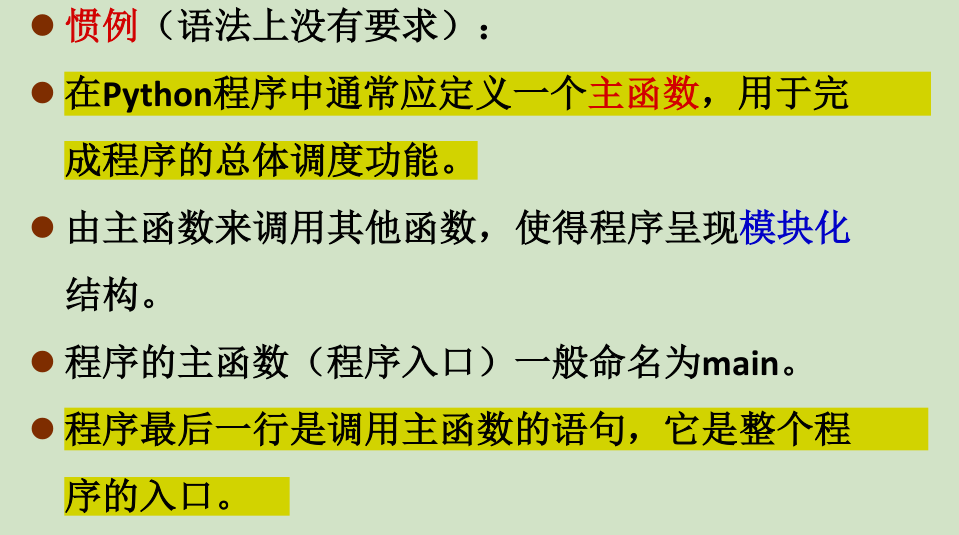 惯例（语法上没有要求）：
在Python程序中通常应定义一个主函数，用于完
成程序的总体调度功能。
由主函数来调用其他函数，使得程序呈现模块化
结构。
程序的主函数（程序入口）一般命名为main。
程序最后一行是调用主函数的语句，它是整个程
序的入口。